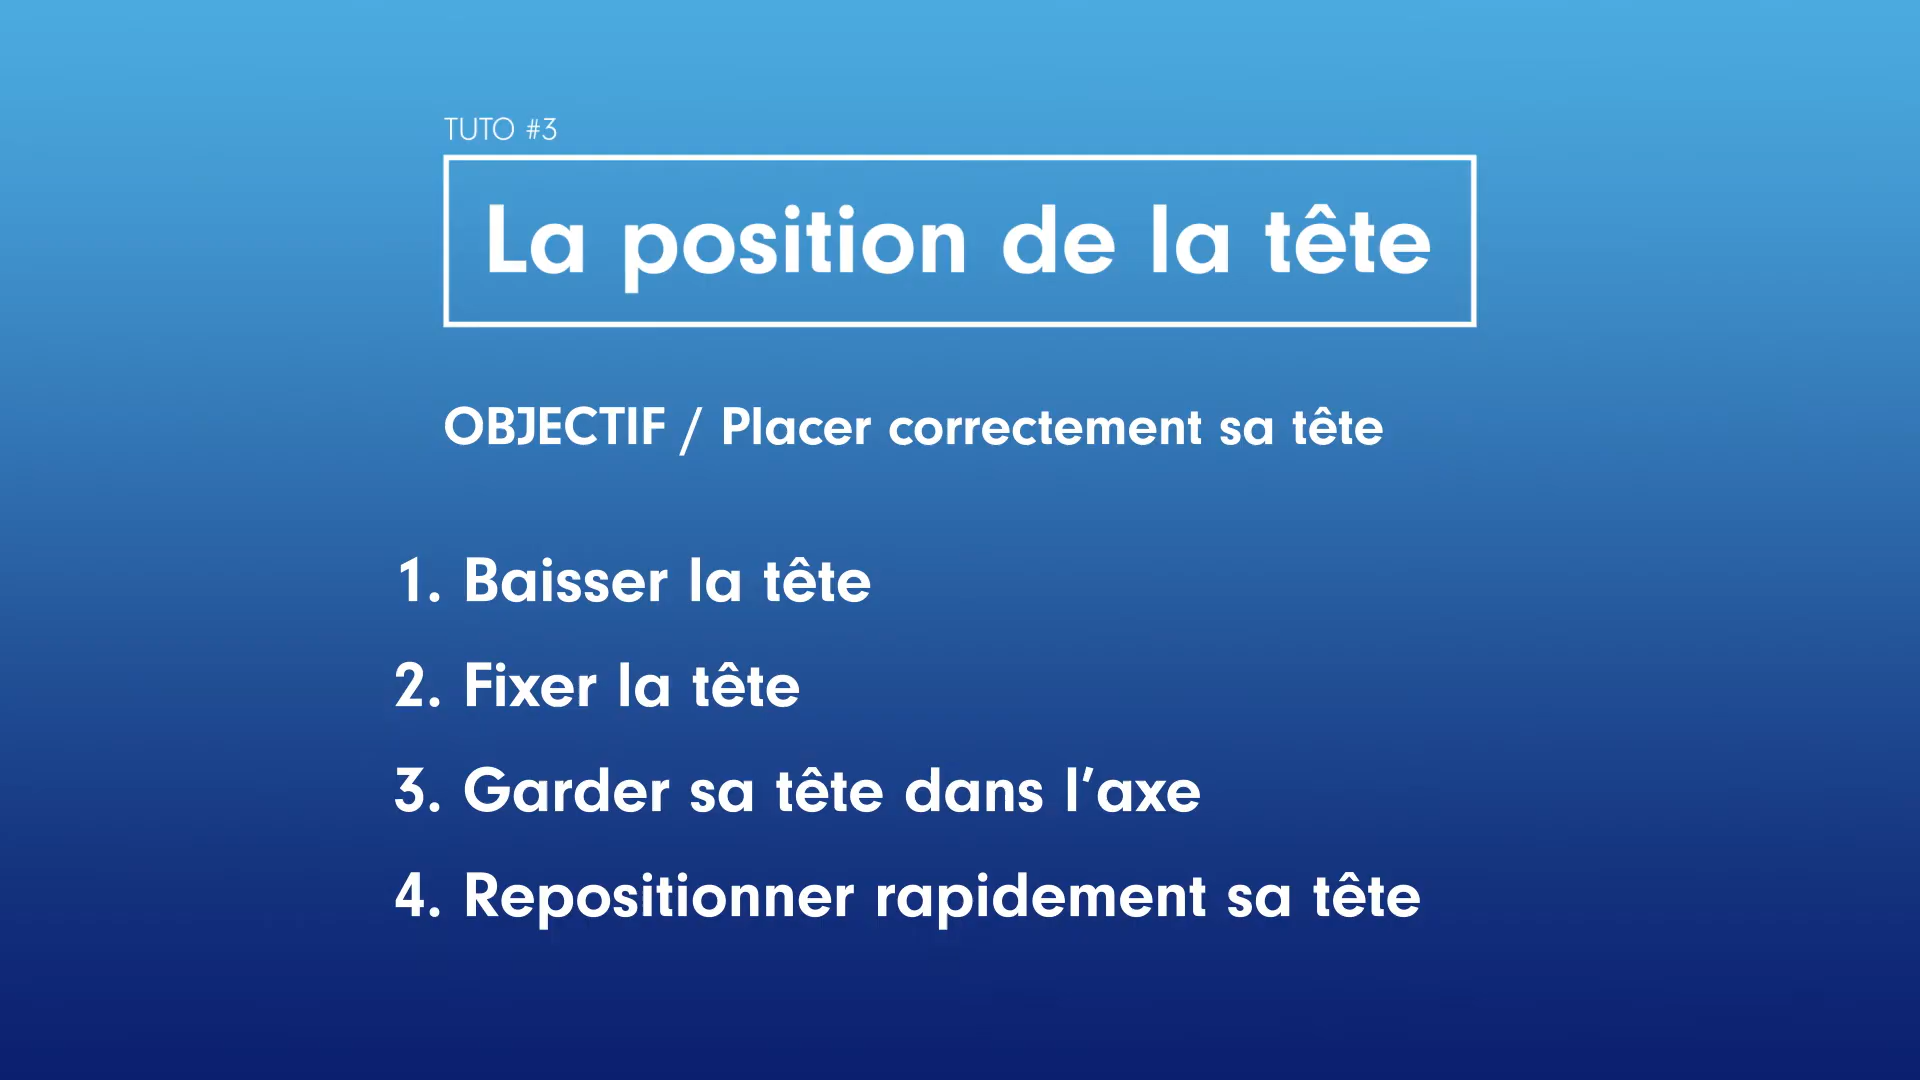 TUTO #3
La position de la tête
OBJECTIF / Placer correctement sa tête
1. Baisser la tête
2. Fixer la tête
3. Garder sa tête dans l’axe
4. Repositionner rapidement sa tête